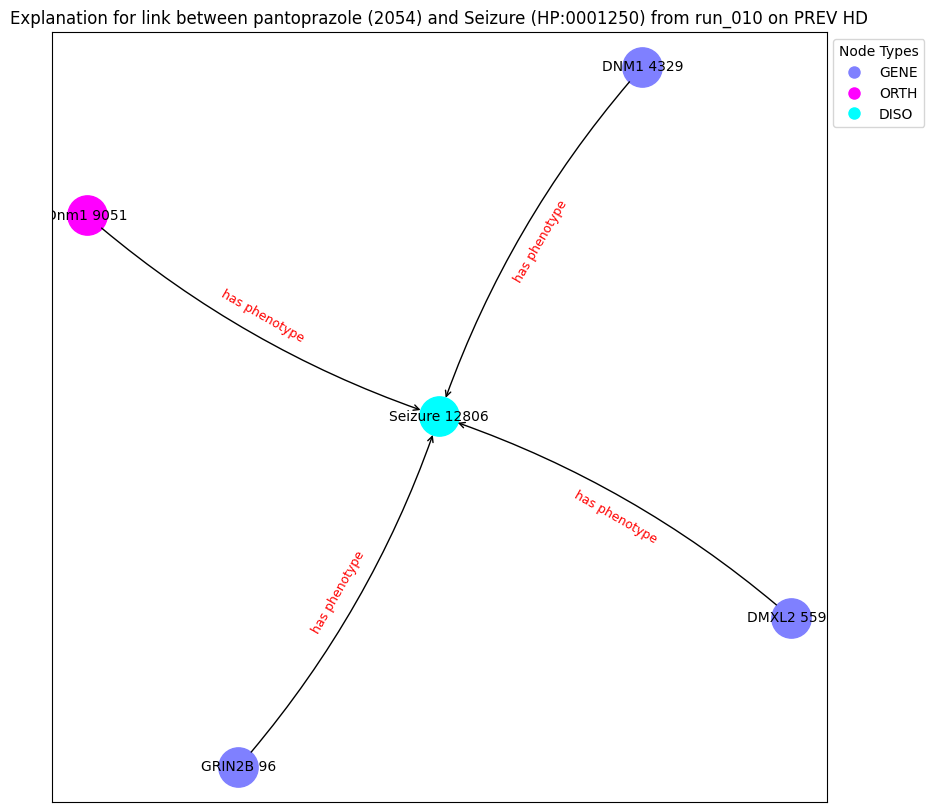 Explanation for link between pantoprazole (2054) and Seizure (HP:0001250) from run_010 on PREV HD
Node Types
GENE
ORTH
DISO
DNM1 4329
Dnm1 9051
has phenotype
has phenotype
Seizure 12806
has phenotype
has phenotype
DMXL2 559
GRIN2B 96